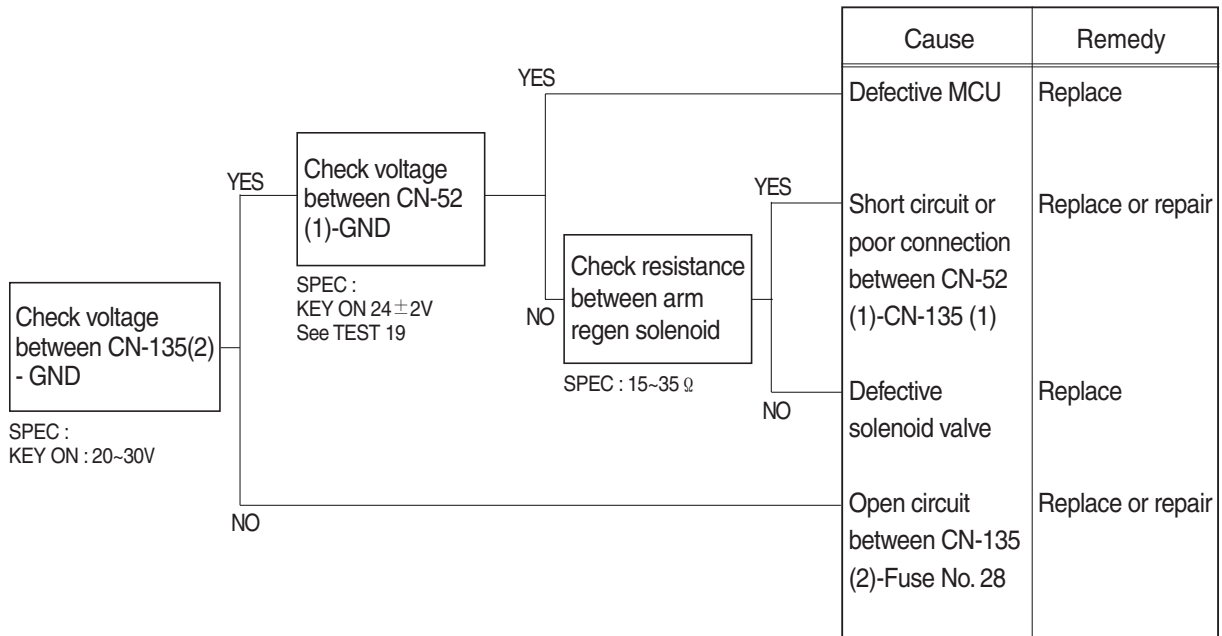 Cause
Remedy
YES
Defective MCU
Replace
Check voltage
between CN-52
(1)-GND
YES
YES
Short circuit or
poor connection
between CN-52
(1)-CN-135 (1)
Replace or repair
Check resistance
between arm
regen solenoid
SPEC :
KEY ON 24±2V
See TEST 19
NO
Check voltage
between CN-135(2)
- GND
SPEC : 15~35 Ω
NO
Defective
solenoid valve
Replace
SPEC :
KEY ON : 20~30V
NO
Open circuit
between CN-135
(2)-Fuse No. 28
Replace or repair